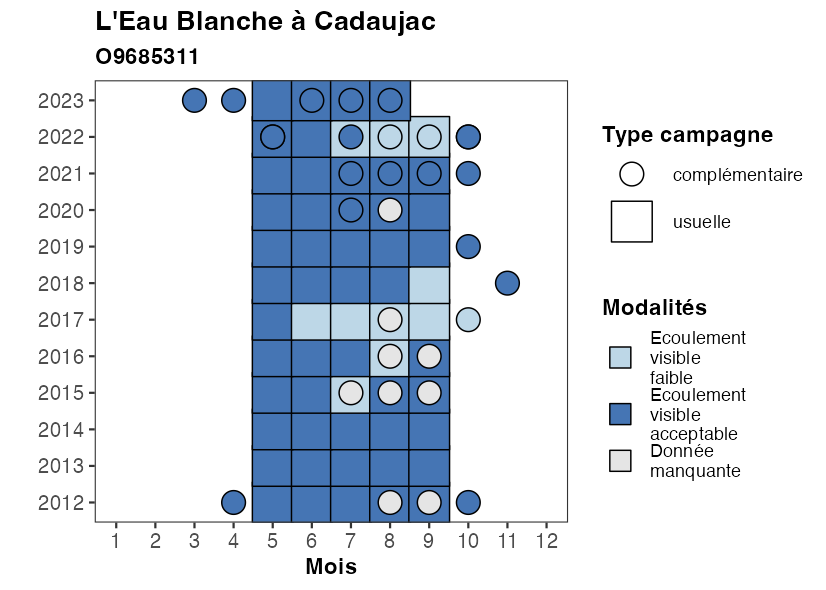 L'Eau Blanche à Cadaujac
O9685311
2023
2022
2021
2020
2019
2018
2017
2016
2015
2014
2013
2012
1 2 3 4 5 6 7 8 9 10 11 12
Mois
Type campagne
complémentaire
usuelle
Modalités
Ecoulement
visible
faible
Ecoulement
visible
acceptable
Donnée
manquante